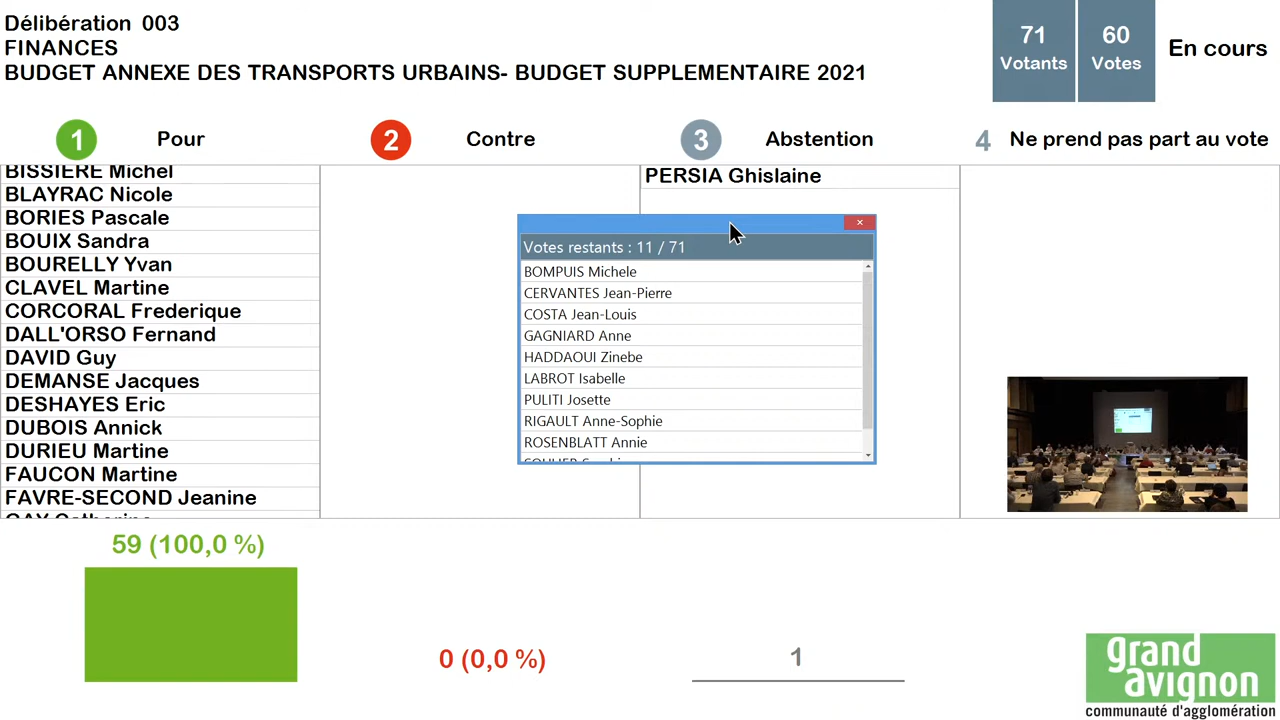 Délibération 003
FINANCES
BUDGET ANNEXE DES TRANSPORTS URBAINS- BUDGET SUPPLEMENTAIRE 2021
71
Votants
60
Votes
En cours
1 Pour
2 Contre
3 Abstention
4 Ne prend pas part au vote
BISSIERE Michel
BLAYRAC Nicole
BORIES Pascale
BOUIX Sandra
BOURELLY Yvan
CLAVEL Martine
CORCORAL Frederique
DALL'ORSO Fernand
DAVID Guy
DEMANSE Jacques
DESHAYES Eric
DUBOIS Annick
DURIEU Martine
FAUCON Martine
FAVRE-SECOND Jeanine
PERSIA Ghislaine
Votes restants : 11 / 71
BOMPUIS Michele
CERVANTES Jean-Pierre
COSTA Jean-Louis
GAGNIARD Anne
HADDAOUI Zinebe
LABROT Isabelle
PULITI Josette
RIGAULT Anne-Sophie
ROSENBLATT Annie
59 (100,0 %)
0 (0,0 %)
1
grand
avignon
communauté d'agglomération